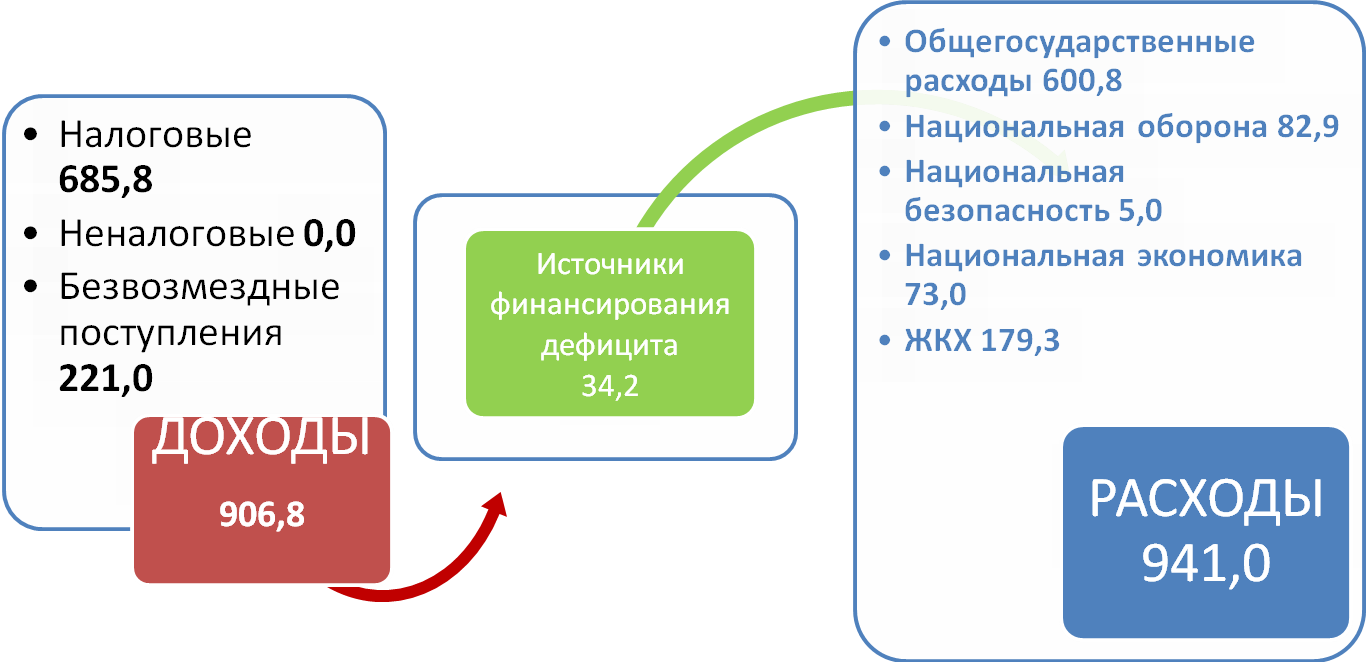 • Налоговые
685,8
• Неналоговые 0,0
• Безвозмездные
поступления
221,0
ДОХОДЫ
906,8
Источники
финансирования
дефицита
34,2
• Общегосударственные
расходы 600,8
• Национальная оборона 82,9
• Национальная
безопасность 5,0
• Национальная экономика
73,0
• ЖКХ 179,3
РАСХОДЫ
941,0